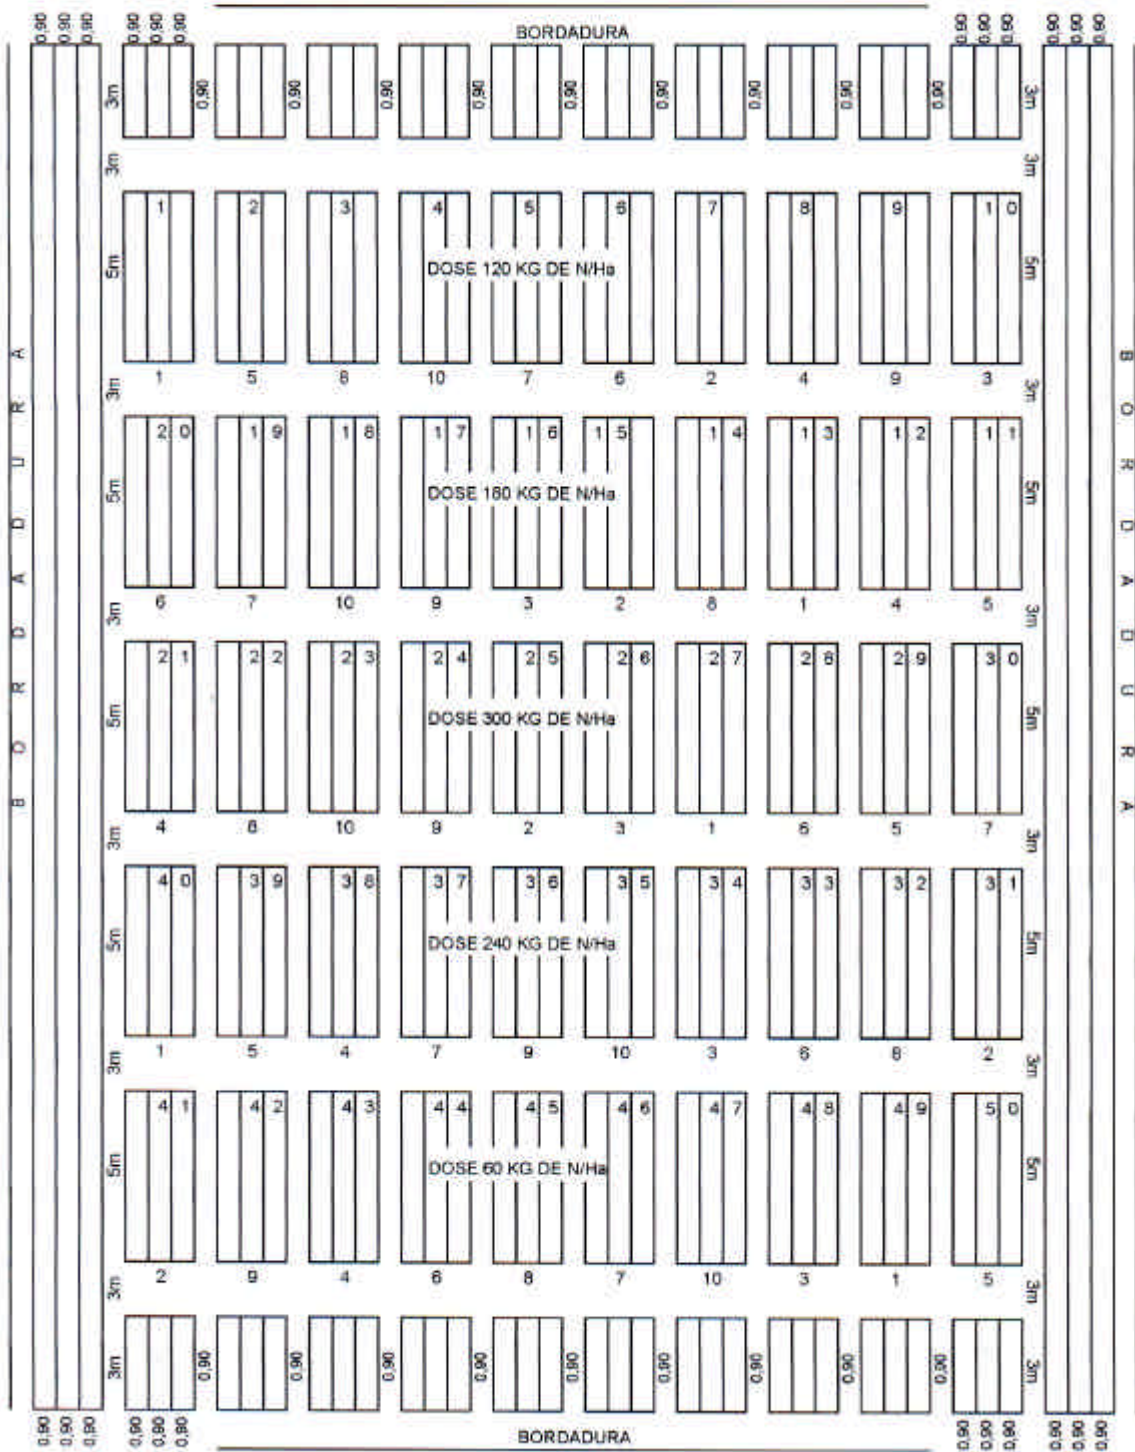 BORDADURA
0,90 0,90 0,90 0,90 0,90 0,90 0,90 0,90 0,90 0,90 0,90 0,90
3m 0,90 0,90 0,90 0,90 0,90 0,90 0,90 0,90 0,90 3m
3m 3m
1 2 3 4 5 6 7 8 9 10
5m DOSE 120 KG DE N/Ha 5m
3m 1 5 8 10 7 6 2 4 9 3 3m
20 19 18 17 16 15 14 13 12 11
5m DOSE 180 KG DE N/Ha 5m
3m 6 7 10 9 3 2 8 1 4 5 3m
21 22 23 24 25 26 27 28 29 30
5m DOSE 300 KG DE N/Ha 5m
3m 4 8 10 9 2 3 1 6 5 7 3m
40 39 38 37 36 35 34 33 32 31
5m DOSE 240 KG DE N/Ha 5m
3m 1 5 4 7 9 10 3 6 8 2 3m
41 42 43 44 45 46 47 48 49 50
5m DOSE 60 KG DE N/Ha 5m
3m 2 9 4 6 8 7 10 3 1 5 3m
3m 0,90 0,90 0,90 0,90 0,90 0,90 0,90 0,90 0,90 3m
0,90 0,90 0,90 0,90 0,90 0,90 0,90 0,90 0,90 0,90 0,90 0,90
BORDADURA
BORDADURA
BORDADURA